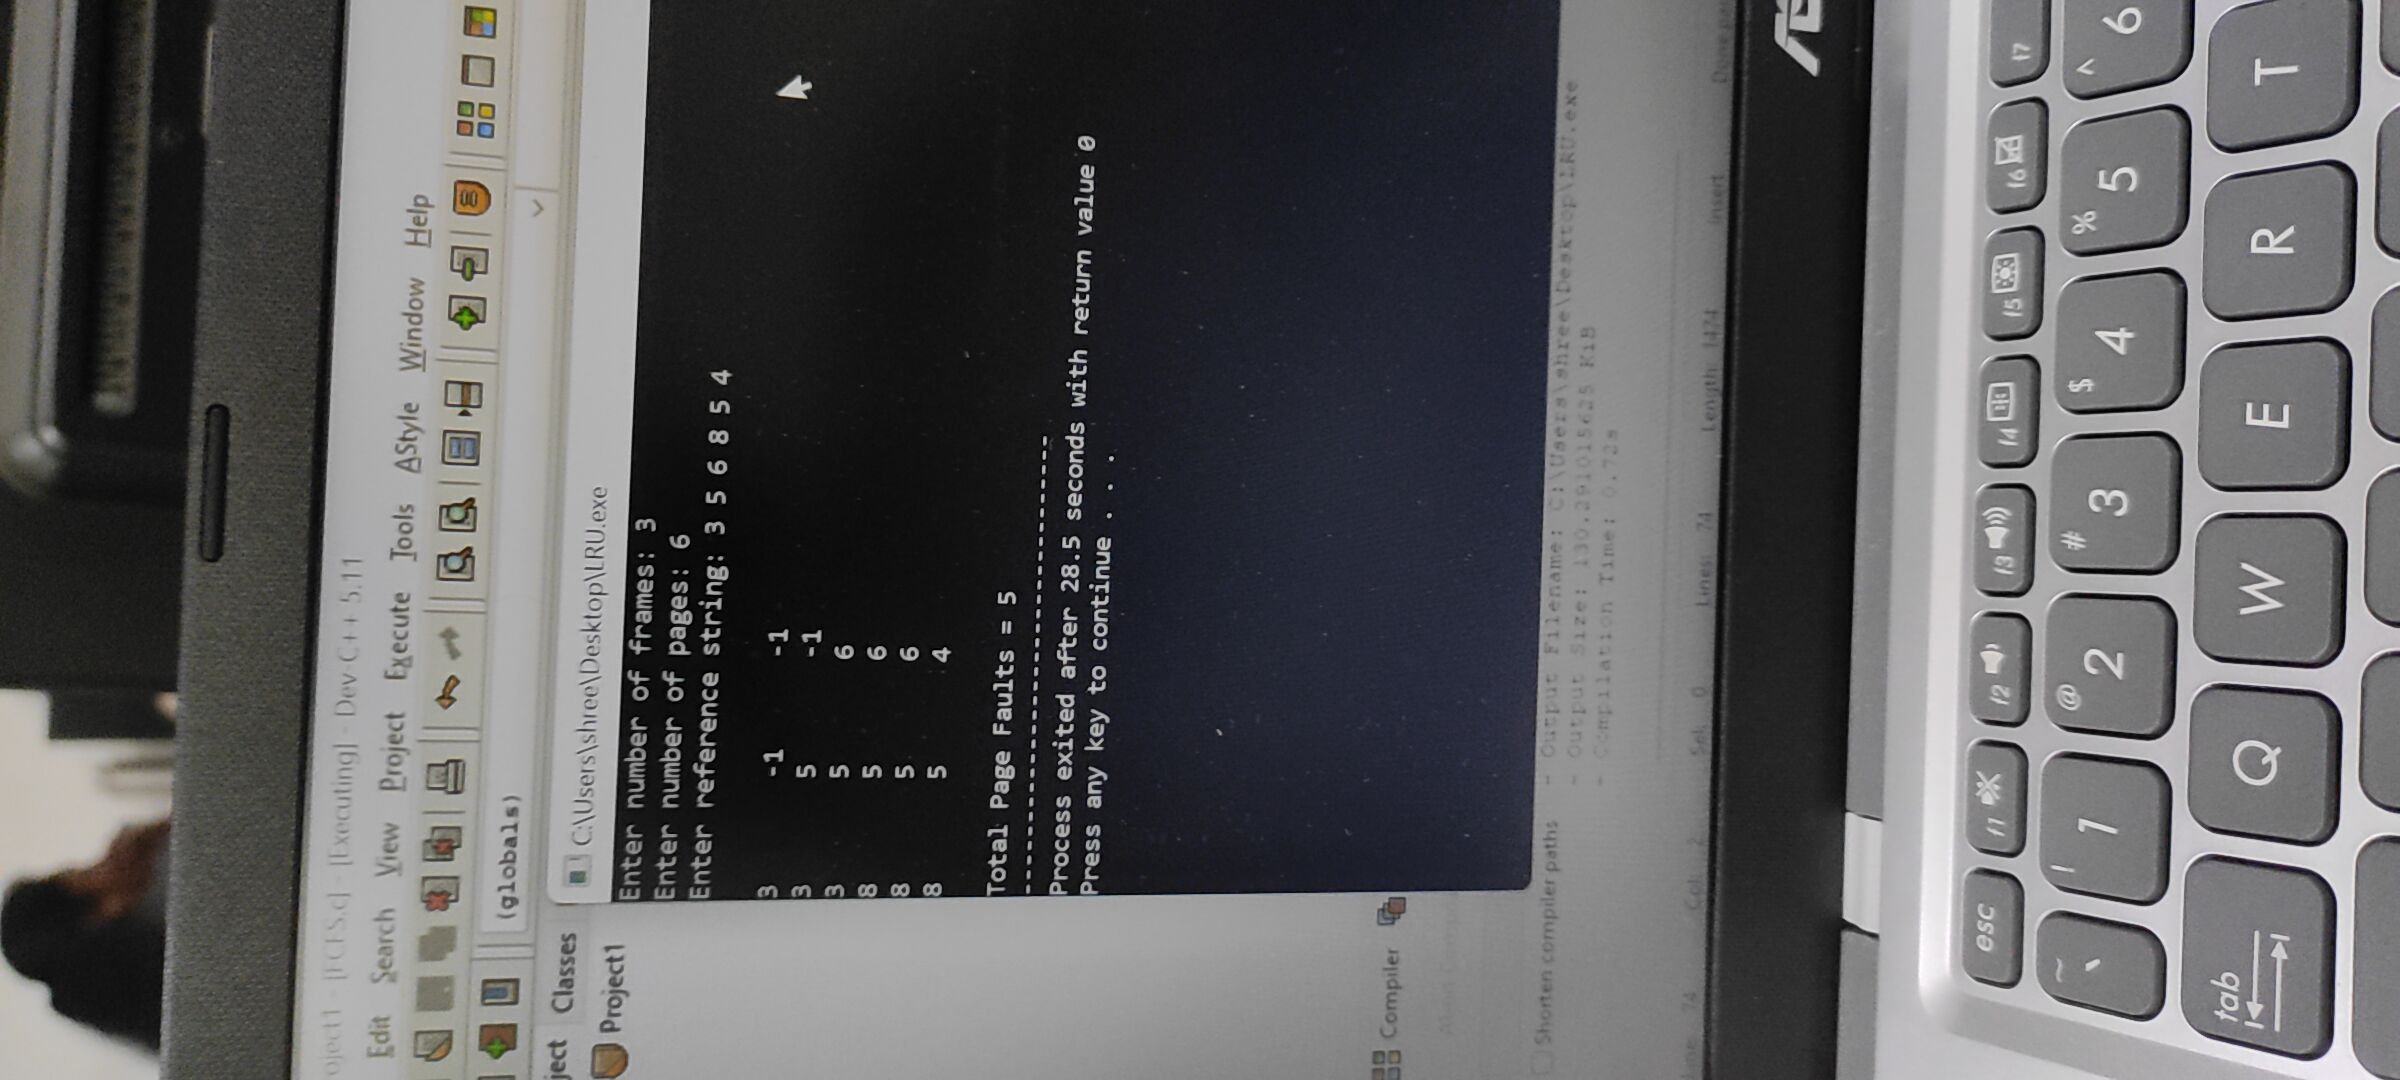 oject1 - [FCFS.c] - [Executing] - Dev-C++ 5.11
Edit Search View Project Execute Tools AStyle Window Help
(globals)
ject Classes
Project1
C:\Users\shree\Desktop\LRU.exe
Enter number of frames: 3
Enter number of pages: 6
Enter reference string: 3 5 6 8 5 4
3 -1 -1
3 5 -1
3 5 6
8 5 6
8 5 6
8 5 4
Total Page Faults = 5
--------------------------------
Process exited after 28.5 seconds with return value 0
Press any key to continue . . .
Compiler
Shorten compiler paths
- Output Filename: C:\Users\shree\Desktop\LRU.exe
- Output Size: 130.291015625 KiB
- Compilation Time: 0.72s
Line: 74 Col: 2 Sel: 0 Lines: 74 Length: 1474 Insert Done
esc f1 f2 f3 f4 f5 f6 f7
~ ` ! 1 @ 2 # 3 $ 4 % 5 ^ 6
tab Q W E R T